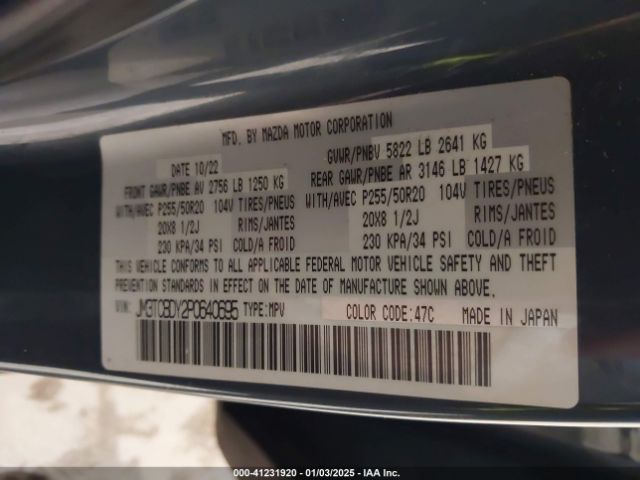 MFD. BY MAZDA MOTOR CORPORATION
DATE 10/22 GVWR/PNBV 5822 LB 2641 KG
FRONT GAWR/PNBE AV 2756 LB 1250 KG REAR GAWR/PNBE AR 3146 LB 1427 KG
WITH/AVEC P255/50R20 104V TIRES/PNEUS WITH/AVEC P255/50R20 104V TIRES/PNEUS
20X8 1/2J RIMS/JANTES 20X8 1/2J RIMS/JANTES
230 KPA/34 PSI COLD/A FROID 230 KPA/34 PSI COLD/A FROID
THIS VEHICLE CONFORMS TO ALL APPLICABLE FEDERAL MOTOR VEHICLE SAFETY AND THEFT
PREVENTION STANDARDS IN EFFECT ON THE DATE OF MANUFACTURE SHOWN ABOVE.
VIN: JM3TCBDY2P0640695 TYPE:MPV COLOR CODE:47C MADE IN JAPAN
000-41231920 - 01/03/2025 - IAA Inc.